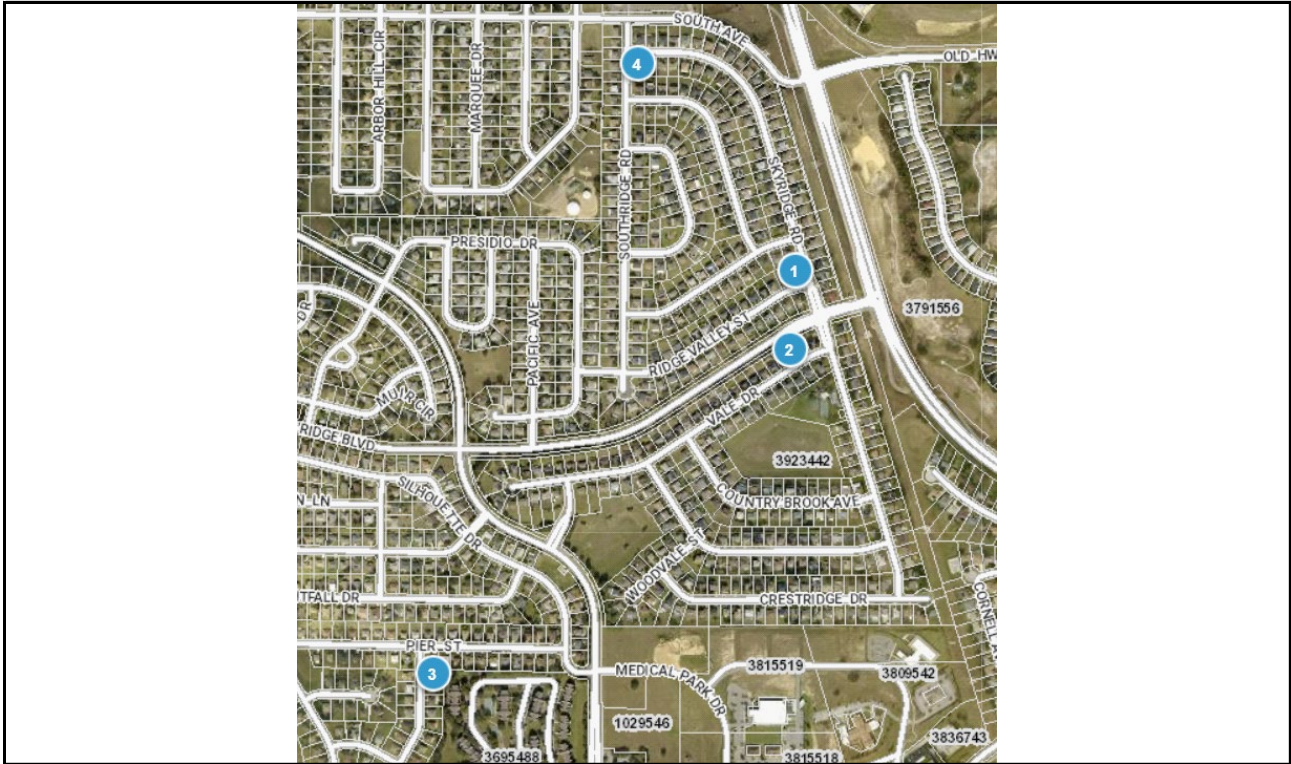 SOUTH AVE
OLD HW
ARBOR HILL CIR
MARQUEE DR
4
SOUTHRIDGE RD
SKYRIDGE RD
PRESIDIO DR
1
3791556
DR
PACIFIC AVE
RIDGE VALLEY ST
2
MUIR CIR
VALE DR
RIDGE BLVD
3923442
SILHOUETTE DR
COUNTRY BROOK AVE
N LN
WOODVALE ST
TFALL DR
CRESTRIDGE DR
CORNELL A
PIER ST
3
MEDICAL PARK DR
3815519
3809542
1029546
3836743
3695488
3815518